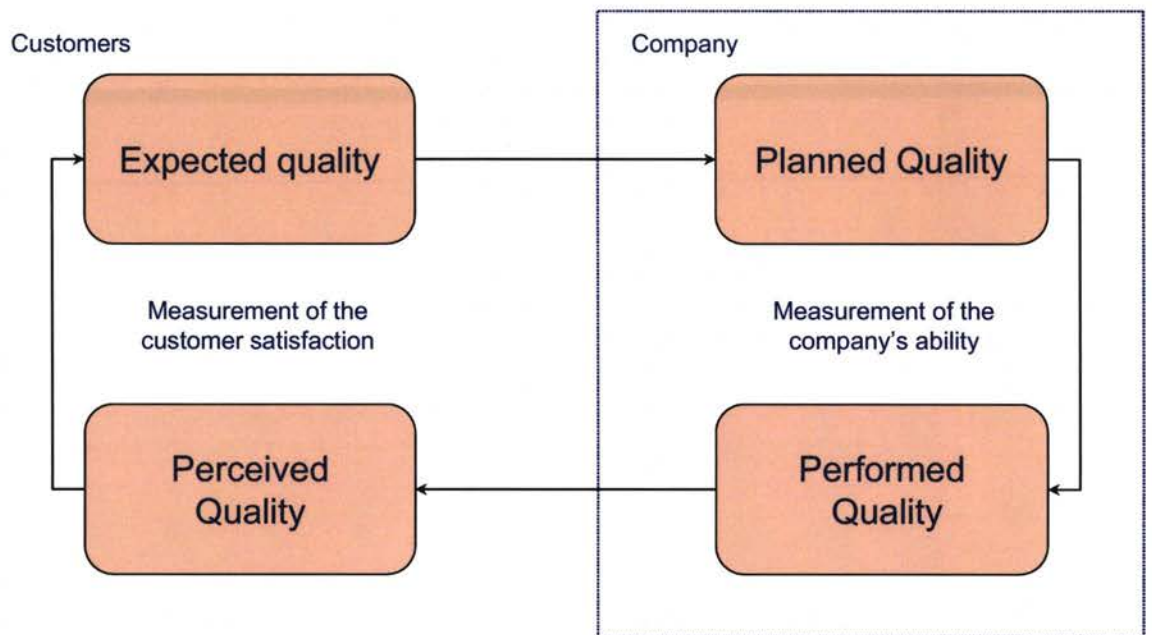 Customers
Company
Expected quality
Planned Quality
Measurement of the
customer satisfaction
Measurement of the
company's ability
Perceived
Quality
Performed
Quality